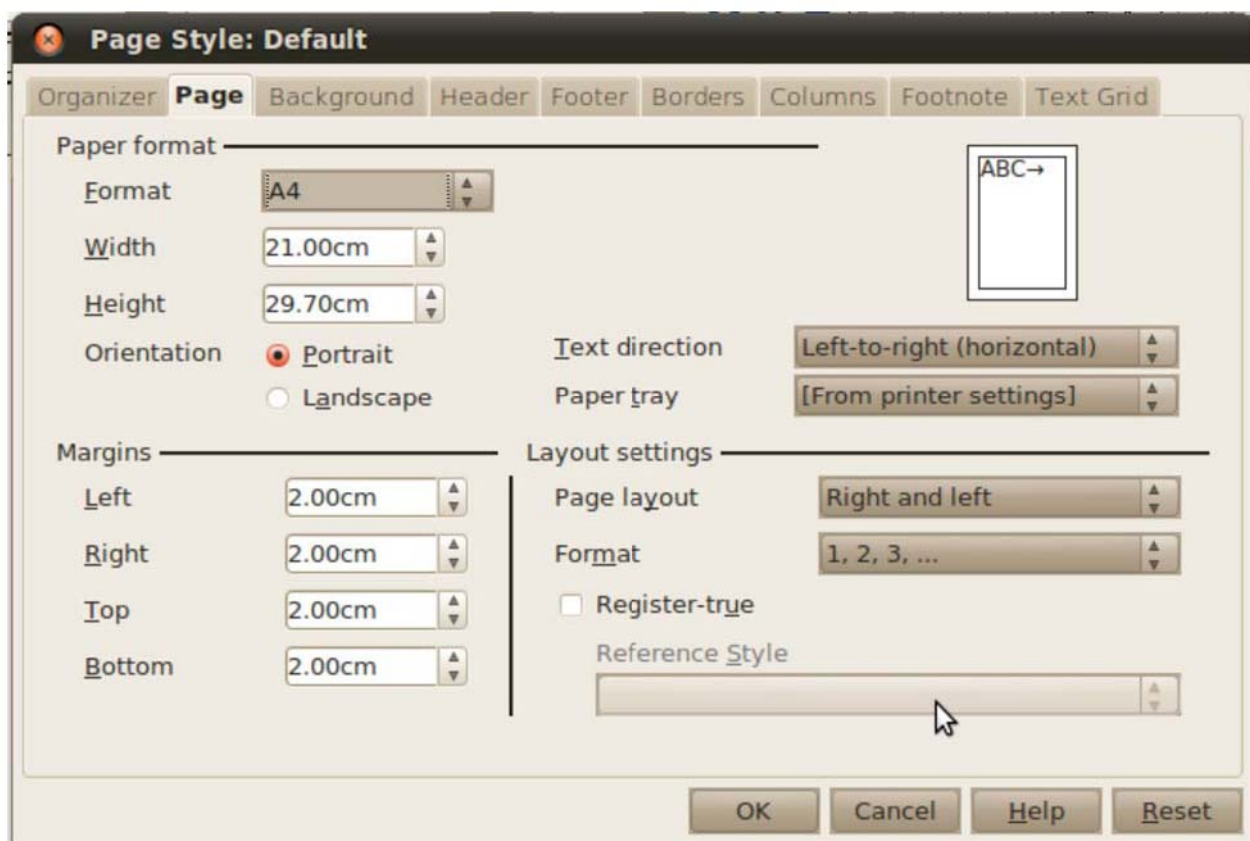 Page Style: Default
Organizer Page Background Header Footer Borders Columns Footnote Text Grid
Paper format
ABC→
Format A4
Width 21.00cm
Height 29.70cm
Orientation Portrait
Landscape
Text direction Left-to-right (horizontal)
Paper tray [From printer settings]
Margins
Left 2.00cm
Right 2.00cm
Top 2.00cm
Bottom 2.00cm
Layout settings
Page layout Right and left
Format 1, 2, 3, ...
Register-true
Reference Style
OK Cancel Help Reset